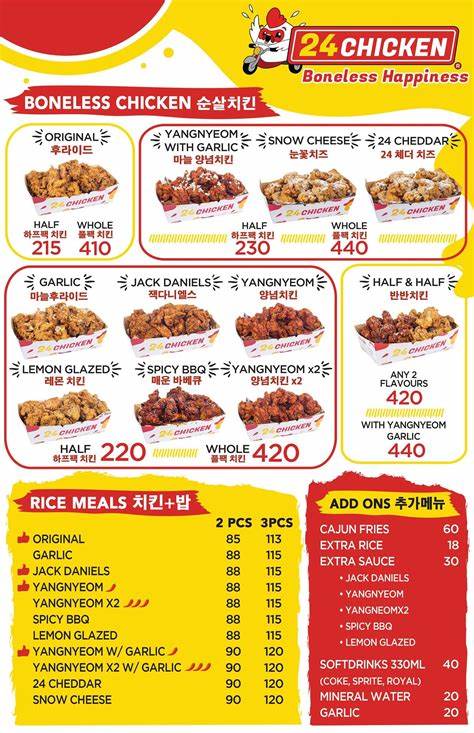 24 CHICKEN
Boneless Happiness
BONELESS CHICKEN 순살치킨
ORIGINAL
후라이드
HALF
하프팩 치킨
215
WHOLE
풀팩 치킨
410
YANGNYEOM
WITH GARLIC
마늘 양념치킨
SNOW CHEESE
눈꽃치즈
24 CHEDDAR
24 체더 치즈
HALF
하프팩 치킨
230
WHOLE
풀팩 치킨
440
GARLIC
마늘후라이드
JACK DANIELS
잭다니엘스
YANGNYEOM
양념치킨
LEMON GLAZED
레몬 치킨
SPICY BBQ
매운 바베큐
YANGNYEOM x2
양념치킨 x2
HALF
하프팩 치킨
220
WHOLE
풀팩 치킨
420
HALF & HALF
반반치킨
ANY 2
FLAVOURS
420
WITH YANGNYEOM
GARLIC
440
RICE MEALS 치킨+밥
2 PCS 3PCS
ORIGINAL 85 113
GARLIC 88 115
JACK DANIELS 88 115
YANGNYEOM 88 115
YANGNYEOM X2 88 115
SPICY BBQ 88 115
LEMON GLAZED 88 115
YANGNYEOM W/ GARLIC 90 120
YANGNYEOM X2 W/ GARLIC 90 120
24 CHEDDAR 90 120
SNOW CHEESE 90 120
ADD ONS 추가메뉴
CAJUN FRIES 60
EXTRA RICE 18
EXTRA SAUCE 30
• JACK DANIELS
• YANGNYEOM
• YANGNEOMX2
• SPICY BBQ
• LEMON GLAZED
SOFTDRINKS 330ML 40
(COKE, SPRITE, ROYAL)
MINERAL WATER 20
GARLIC 20